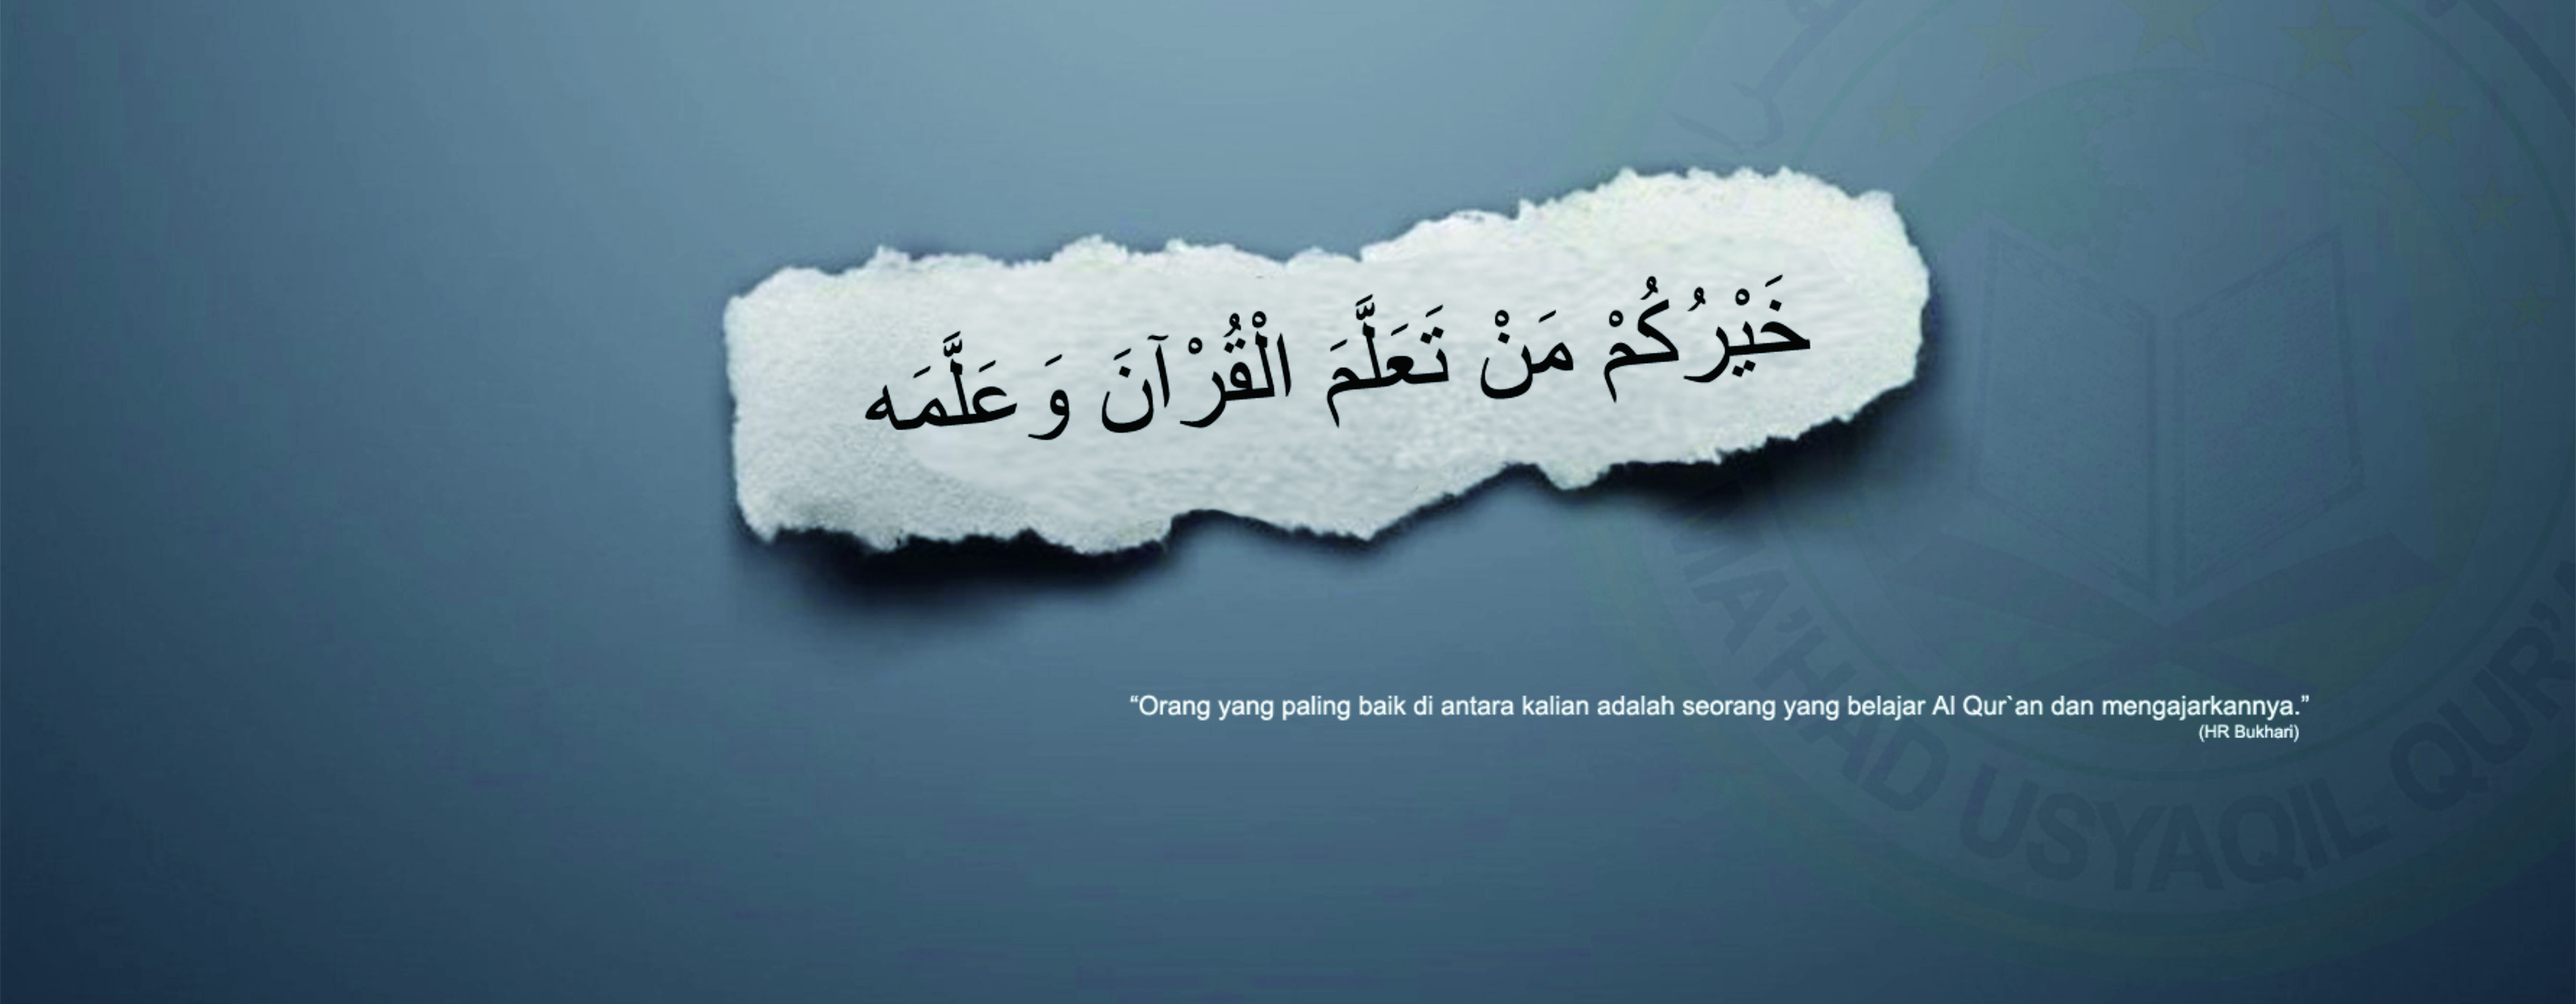 خَيْرُكُمْ مَنْ تَعَلَّمَ الْقُرْآنَ وَ عَلَّمَه
“Orang yang paling baik di antara kalian adalah seorang yang belajar Al Qur`an dan mengajarkannya.”
(HR Bukhari)
MA'HAD USYAQIL QUR'